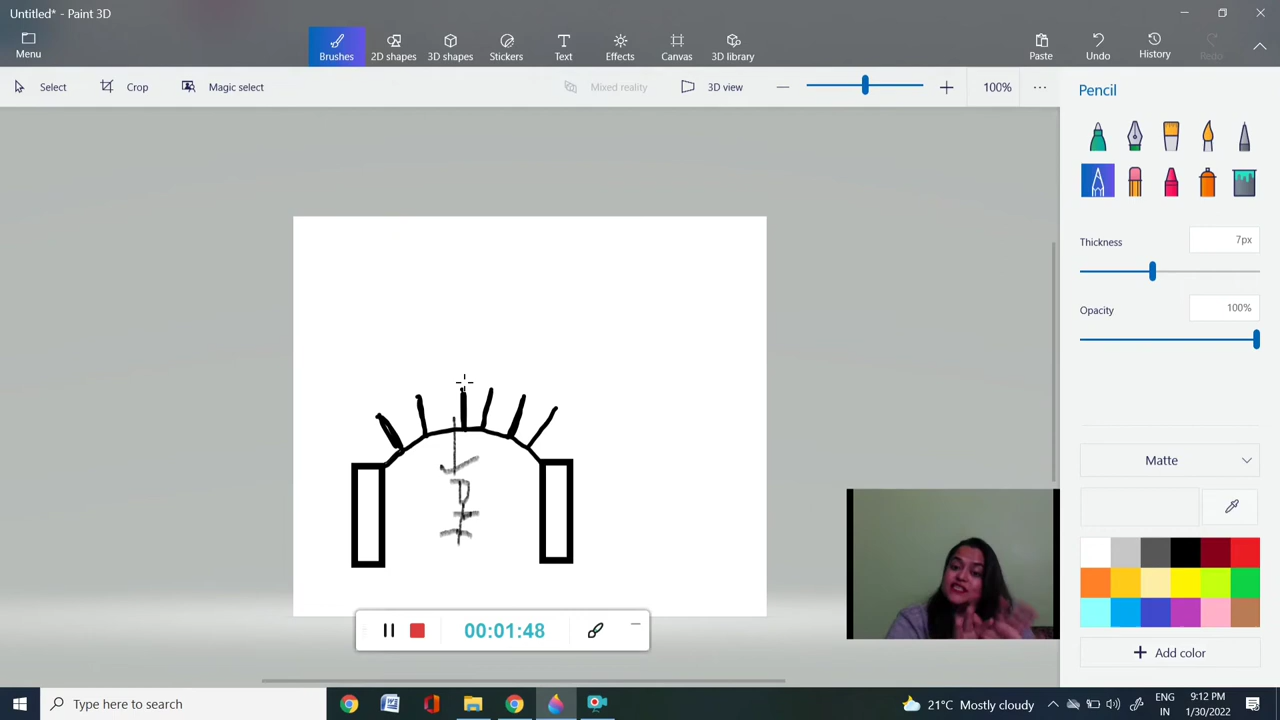 Untitled* - Paint 3D
Menu
Brushes
2D shapes
3D shapes
Stickers
Text
Effects
Canvas
3D library
Paste
Undo
History
Redo
Select
Crop
Magic select
Mixed reality
3D view
100%
Pencil
Thickness
7px
Opacity
100%
Matte
Add color
00:01:48
Type here to search
21°C Mostly cloudy
ENG
IN
9:12 PM
1/30/2022